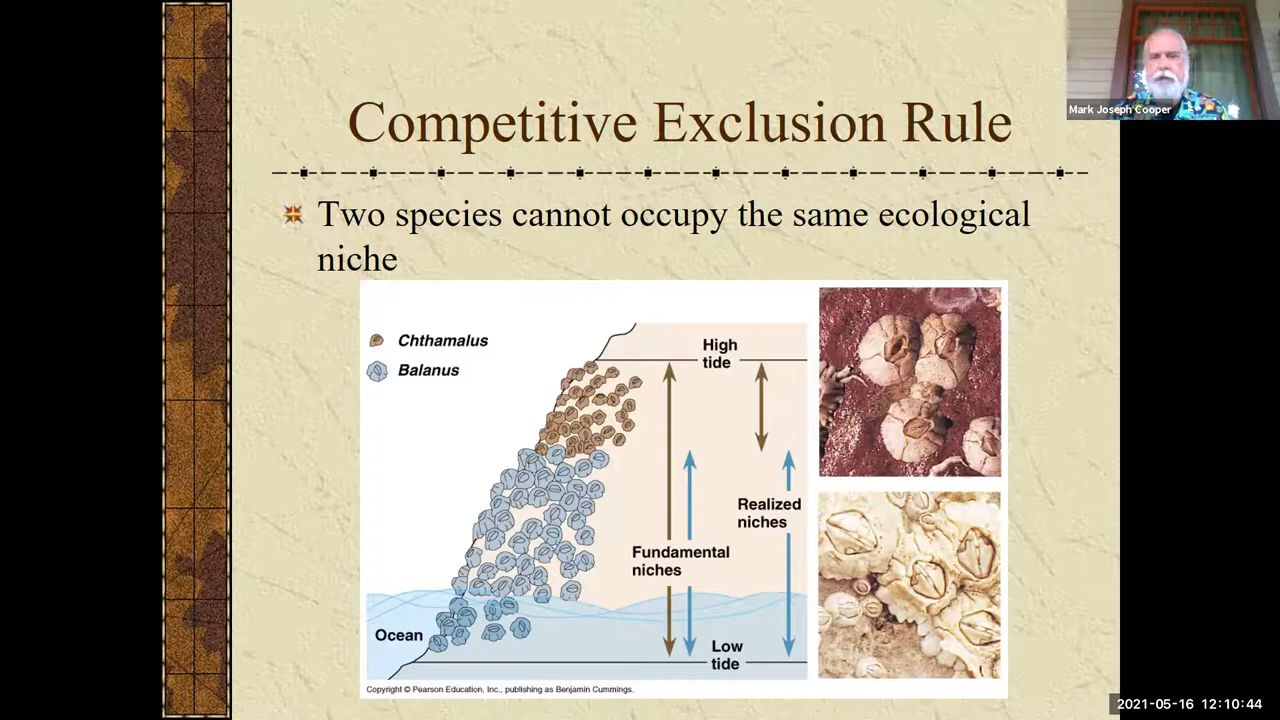 Competitive Exclusion Rule
Mark Joseph Cooper
Two species cannot occupy the same ecological
niche
Chthamalus
Balanus
High
tide
Realized
niches
Fundamental
niches
Ocean
Low
tide
Copyright © Pearson Education, Inc., publishing as Benjamin Cummings.
2021-05-16 12:10:44